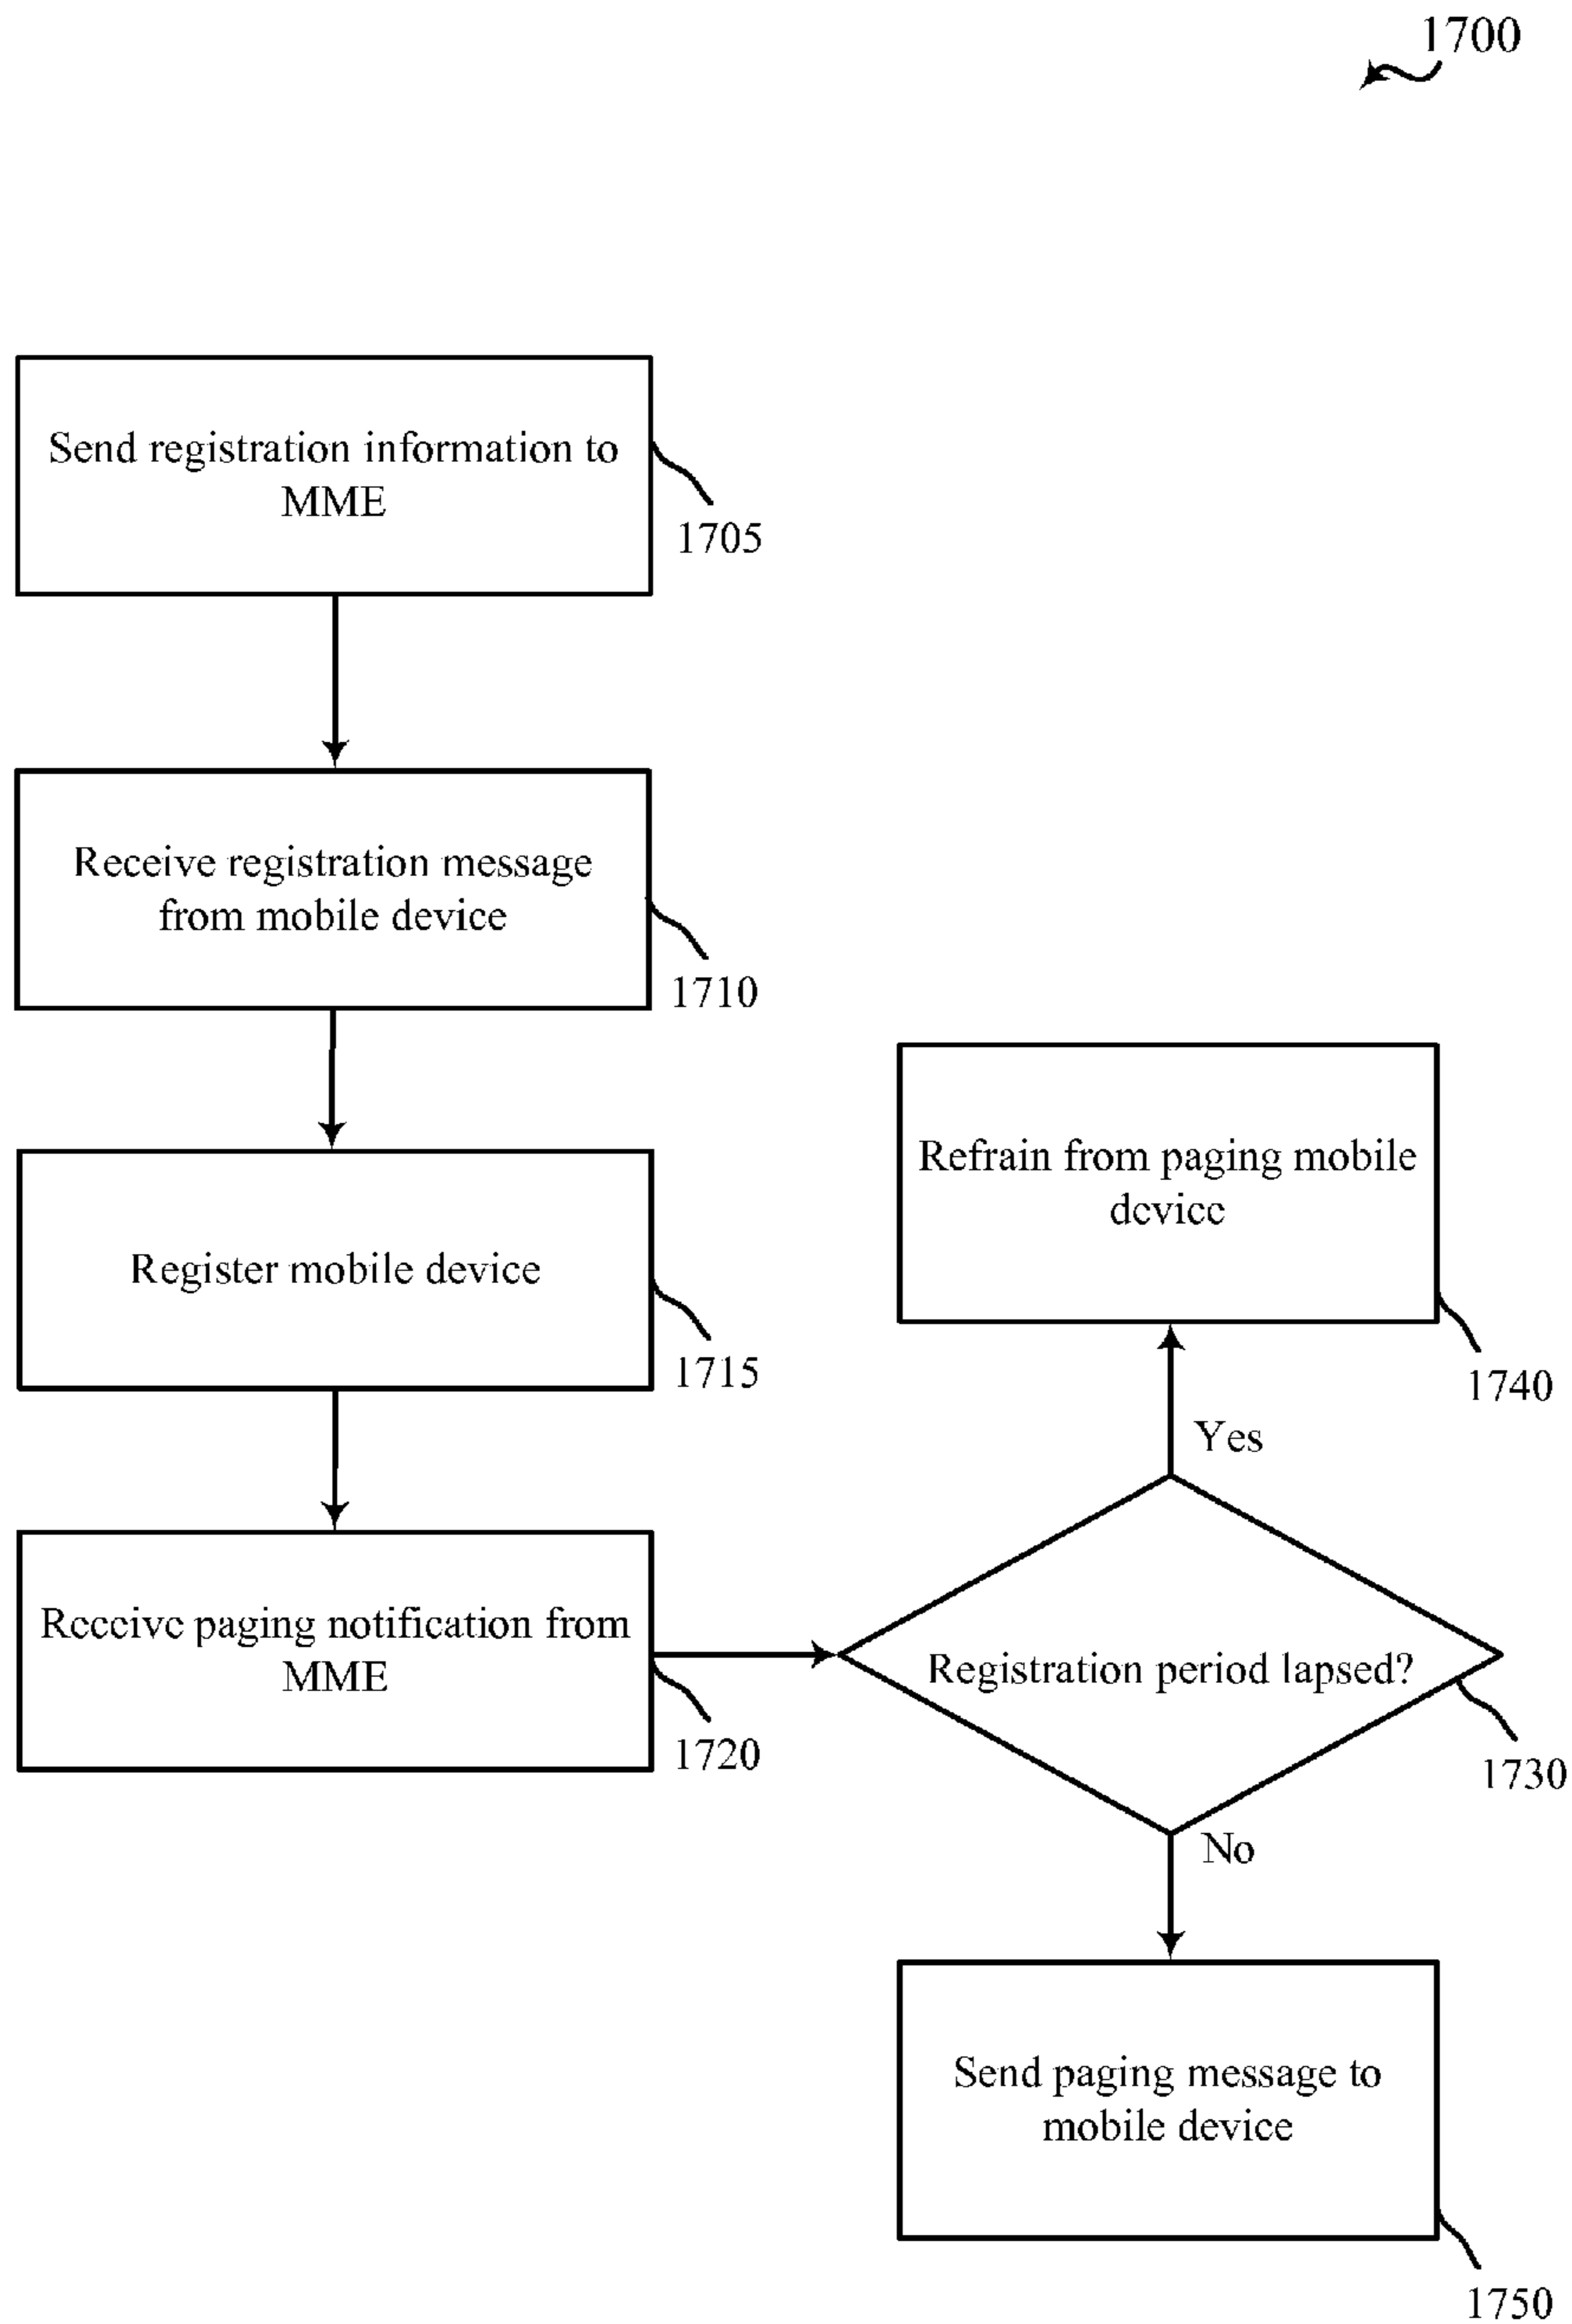 1700
Send registration information to
MME
1705
Receive registration message
from mobile device
1710
Register mobile device
1715
Receive paging notification from
MME
1720
Refrain from paging mobile
device
1740
Yes
Registration period lapsed?
1730
No
Send paging message to
mobile device
1750